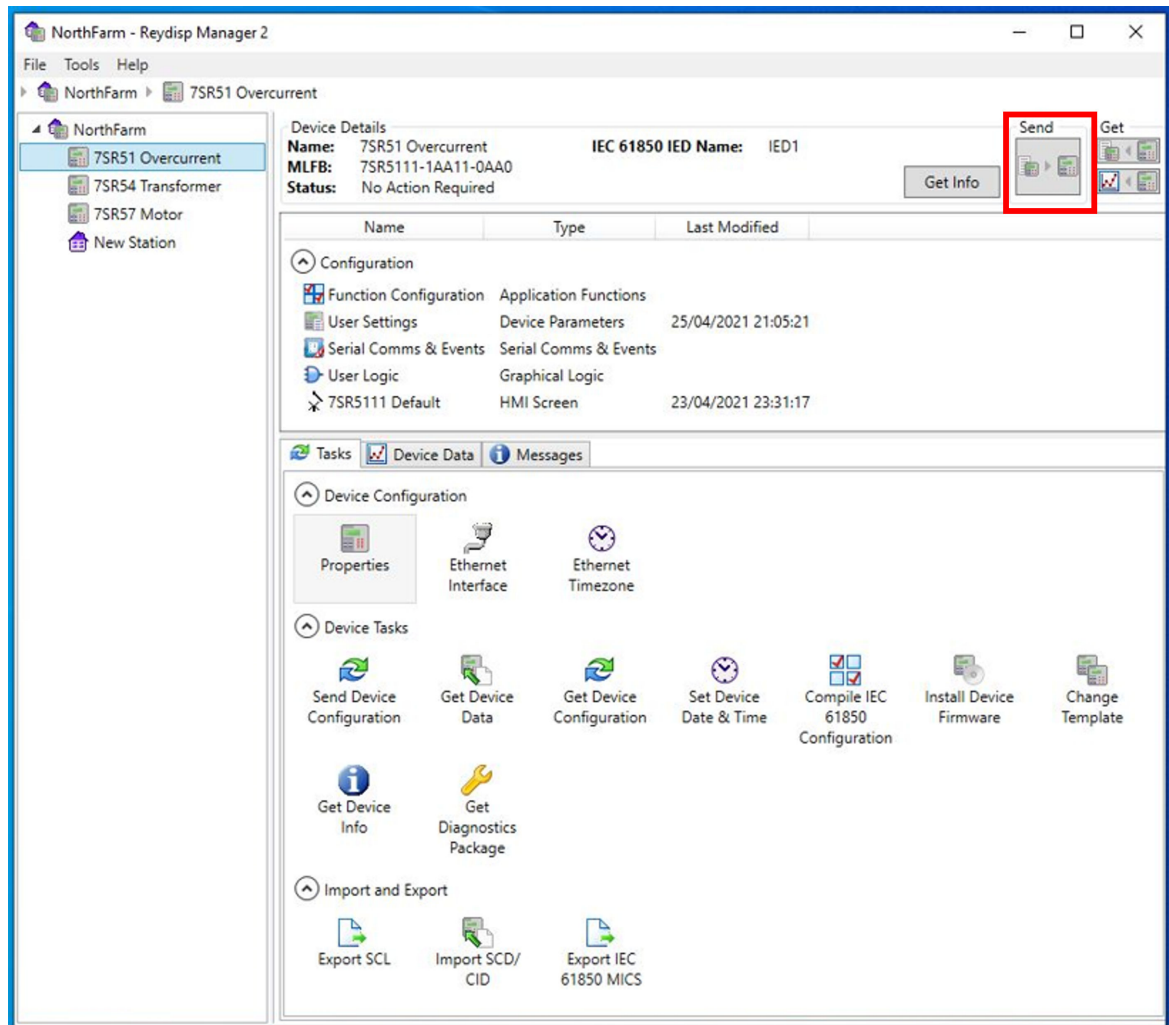 NorthFarm - Reydisp Manager 2
File Tools Help
NorthFarm 7SR51 Overcurrent
NorthFarm
7SR51 Overcurrent
7SR54 Transformer
7SR57 Motor
New Station
Device Details
Name: 7SR51 Overcurrent IEC 61850 IED Name: IED1
MLFB: 7SR5111-1AA11-0AA0
Status: No Action Required
Get Info
Send
Get
Name Type Last Modified
Configuration
Function Configuration Application Functions
User Settings Device Parameters 25/04/2021 21:05:21
Serial Comms & Events Serial Comms & Events
User Logic Graphical Logic
7SR5111 Default HMI Screen 23/04/2021 23:31:17
Tasks Device Data Messages
Device Configuration
Properties
Ethernet
Interface
Ethernet
Timezone
Device Tasks
Send Device
Configuration
Get Device
Data
Get Device
Configuration
Set Device
Date & Time
Compile IEC
61850
Configuration
Install Device
Firmware
Change
Template
Get Device
Info
Get
Diagnostics
Package
Import and Export
Export SCL
Import SCD/
CID
Export IEC
61850 MICS